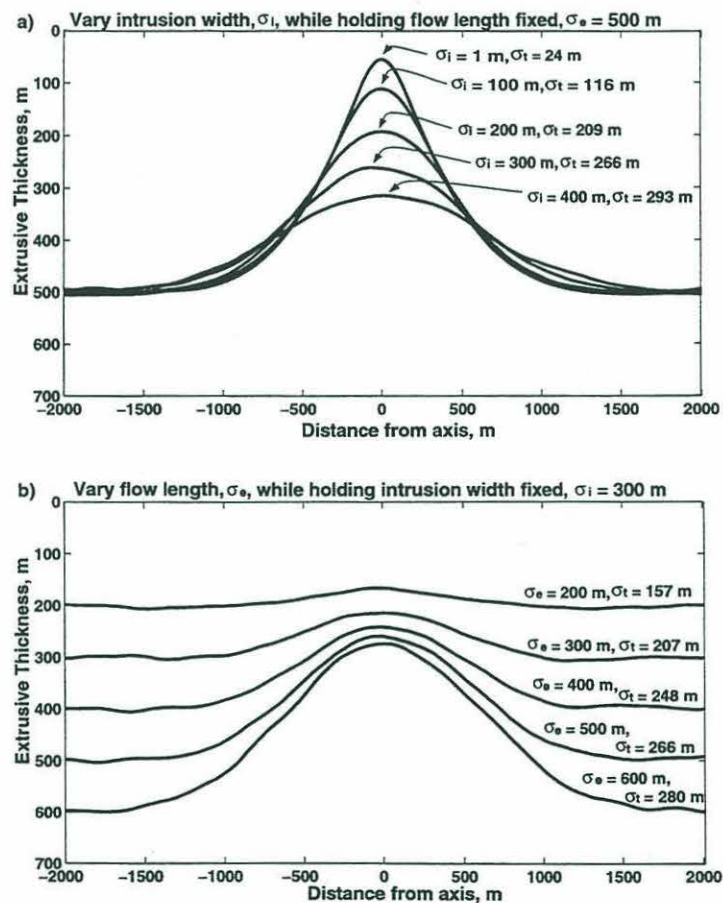 a) Vary intrusion width, σi, while holding flow length fixed, σe = 500 m
0
100
200
300
400
500
600
700
Extrusive Thickness, m
σi = 1 m, σt = 24 m
σi = 100 m, σt = 116 m
σi = 200 m, σt = 209 m
σi = 300 m, σt = 266 m
σi = 400 m, σt = 293 m
-2000 -1500 -1000 -500 0 500 1000 1500 2000
Distance from axis, m
b) Vary flow length, σe, while holding intrusion width fixed, σi = 300 m
0
100
200
300
400
500
600
700
Extrusive Thickness, m
σe = 200 m, σt = 157 m
σe = 300 m, σt = 207 m
σe = 400 m,
σt = 248 m
σe = 500 m,
σt = 266 m
σe = 600 m,
σt = 280 m
-2000 -1500 -1000 -500 0 500 1000 1500 2000
Distance from axis, m